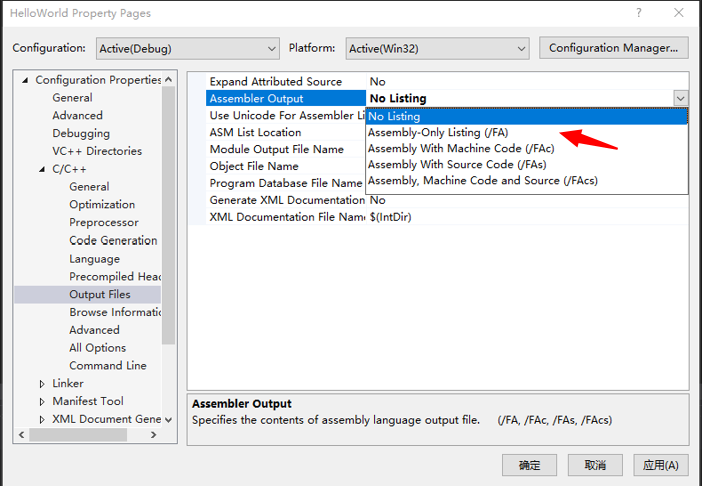 HelloWorld Property Pages
?
Configuration: Active(Debug) Platform: Active(Win32) Configuration Manager...
Configuration Properties
General
Advanced
Debugging
VC++ Directories
C/C++
General
Optimization
Preprocessor
Code Generation
Language
Precompiled Head
Output Files
Browse Informatio
Advanced
All Options
Command Line
Linker
Manifest Tool
XML Document Gene
Expand Attributed Source No
Assembler Output No Listing
Use Unicode For Assembler Li
ASM List Location
Module Output File Name
Object File Name
Program Database File Name
Generate XML Documentation No
XML Documentation File Name $(IntDir)
No Listing
Assembly-Only Listing (/FA)
Assembly With Machine Code (/FAc)
Assembly With Source Code (/FAs)
Assembly, Machine Code and Source (/FAcs)
Assembler Output
Specifies the contents of assembly language output file. (/FA, /FAc, /FAs, /FAcs)
确定 取消 应用(A)